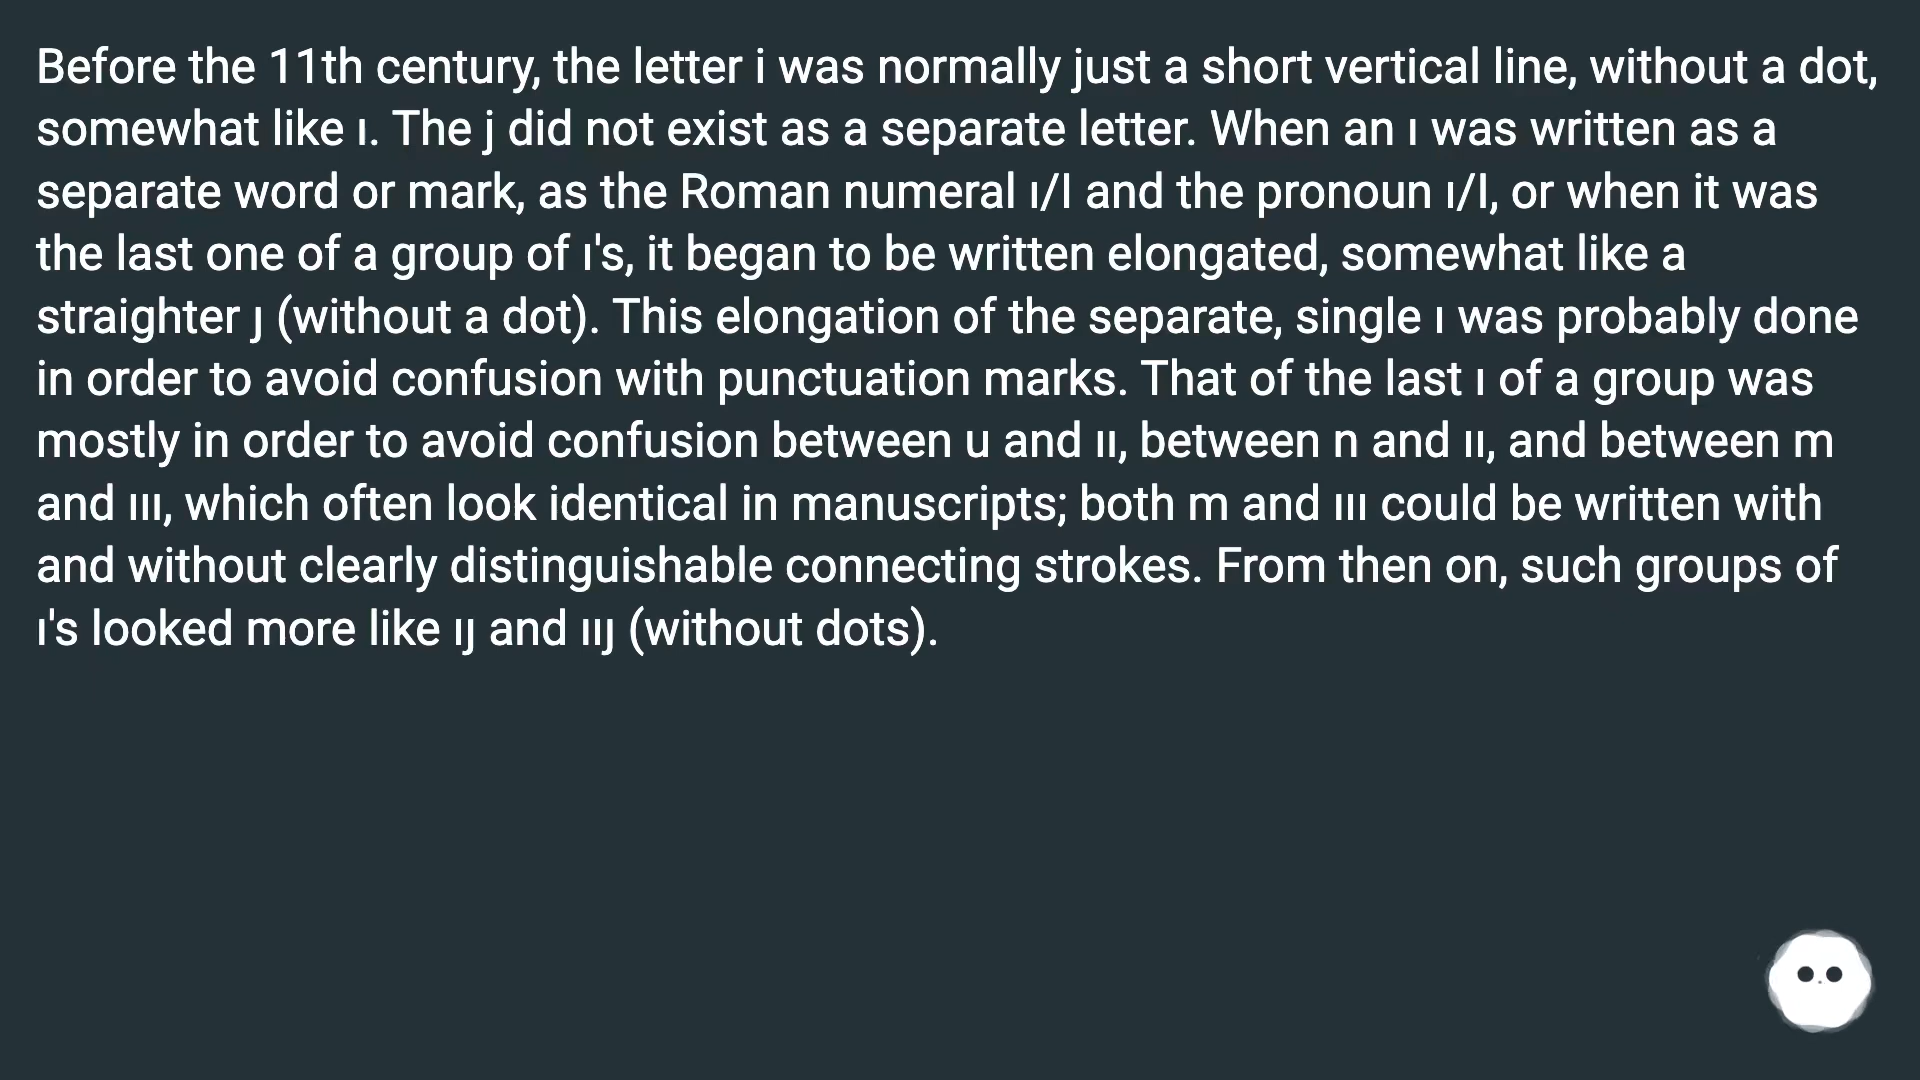 Before the 11th century, the letter i was normally just a short vertical line, without a dot,
somewhat like ı. The j did not exist as a separate letter. When an ı was written as a
separate word or mark, as the Roman numeral ı/I and the pronoun ı/I, or when it was
the last one of a group of ı's, it began to be written elongated, somewhat like a
straighter ȷ (without a dot). This elongation of the separate, single ı was probably done
in order to avoid confusion with punctuation marks. That of the last ı of a group was
mostly in order to avoid confusion between u and ıı, between n and ıı, and between m
and ııı, which often look identical in manuscripts; both m and ııı could be written with
and without clearly distinguishable connecting strokes. From then on, such groups of
ı's looked more like ıȷ and ııȷ (without dots).